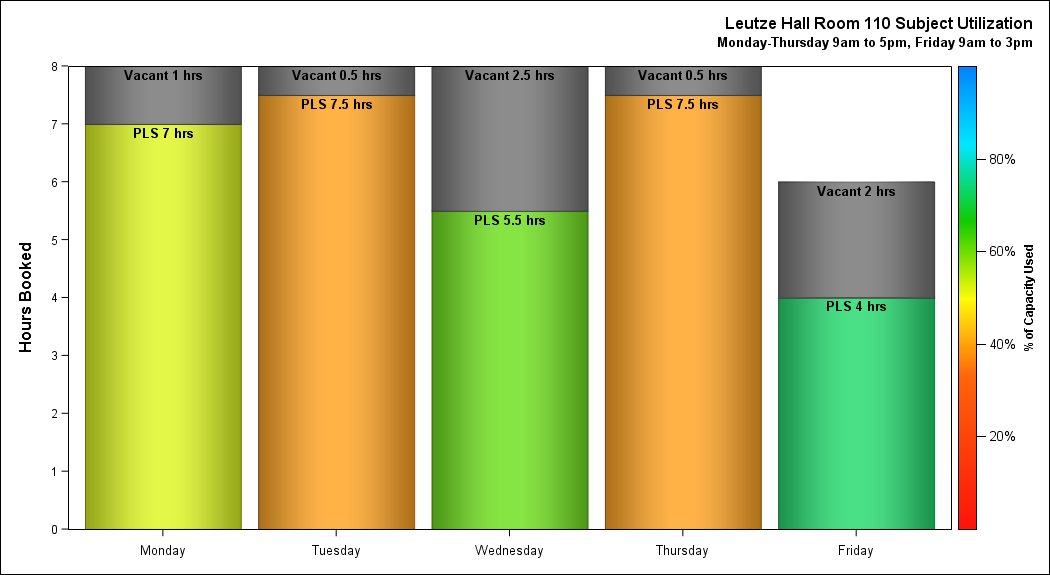 Leutze Hall Room 110 Subject Utilization
Monday-Thursday 9am to 5pm, Friday 9am to 3pm
Hours Booked
8
7
6
5
4
3
2
1
0
Vacant 1 hrs
PLS 7 hrs
Vacant 0.5 hrs
PLS 7.5 hrs
Vacant 2.5 hrs
PLS 5.5 hrs
Vacant 0.5 hrs
PLS 7.5 hrs
Vacant 2 hrs
PLS 4 hrs
Monday
Tuesday
Wednesday
Thursday
Friday
80%
60%
40%
20%
% of Capacity Used